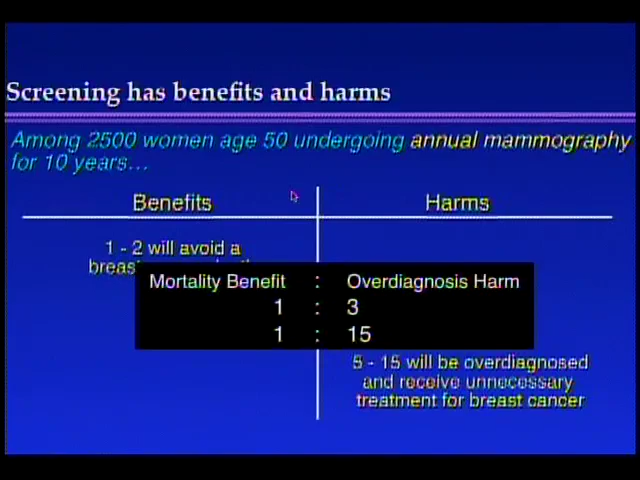 Screening has benefits and harms
Among 2500 women age 50 undergoing annual mammography
for 10 years…
Benefits
Harms
1 - 2 will avoid a
Mortality Benefit : Overdiagnosis Harm
1 : 3
1 : 15
5 - 15 will be overdiagnosed
and receive unnecessary
treatment for breast cancer